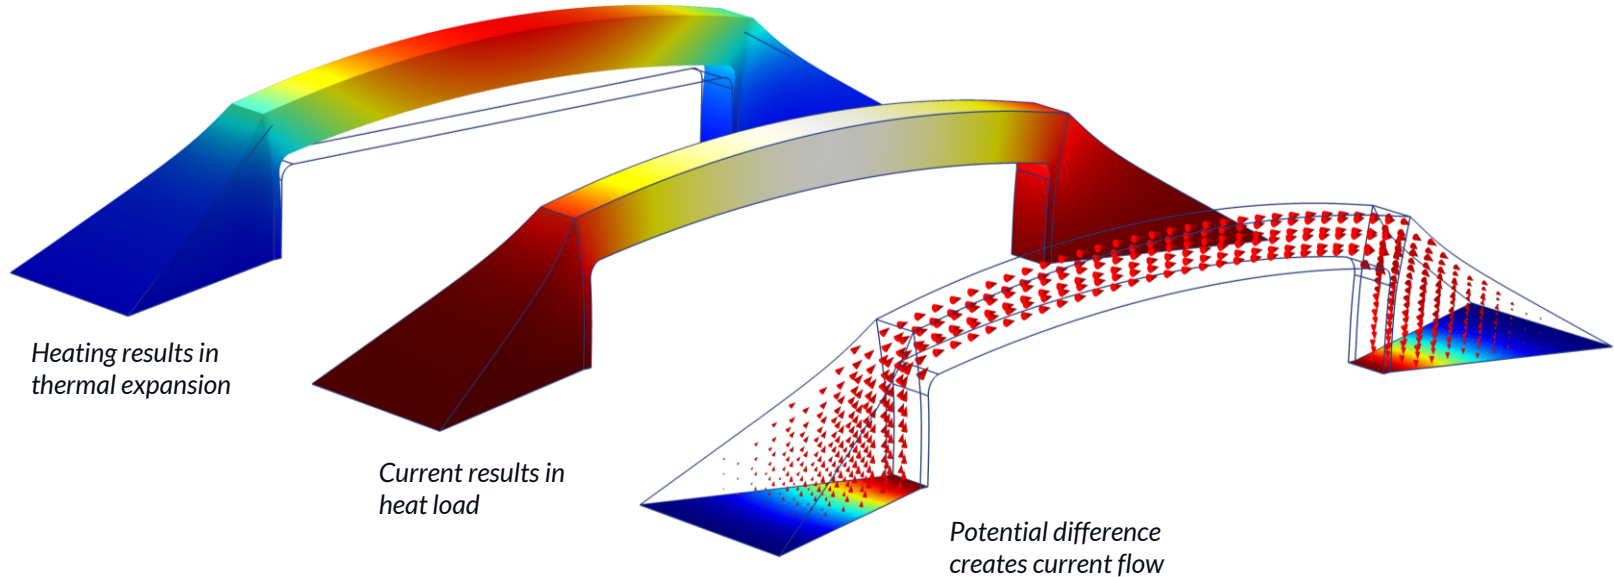 Heating results in
thermal expansion
Current results in
heat load
Potential difference
creates current flow